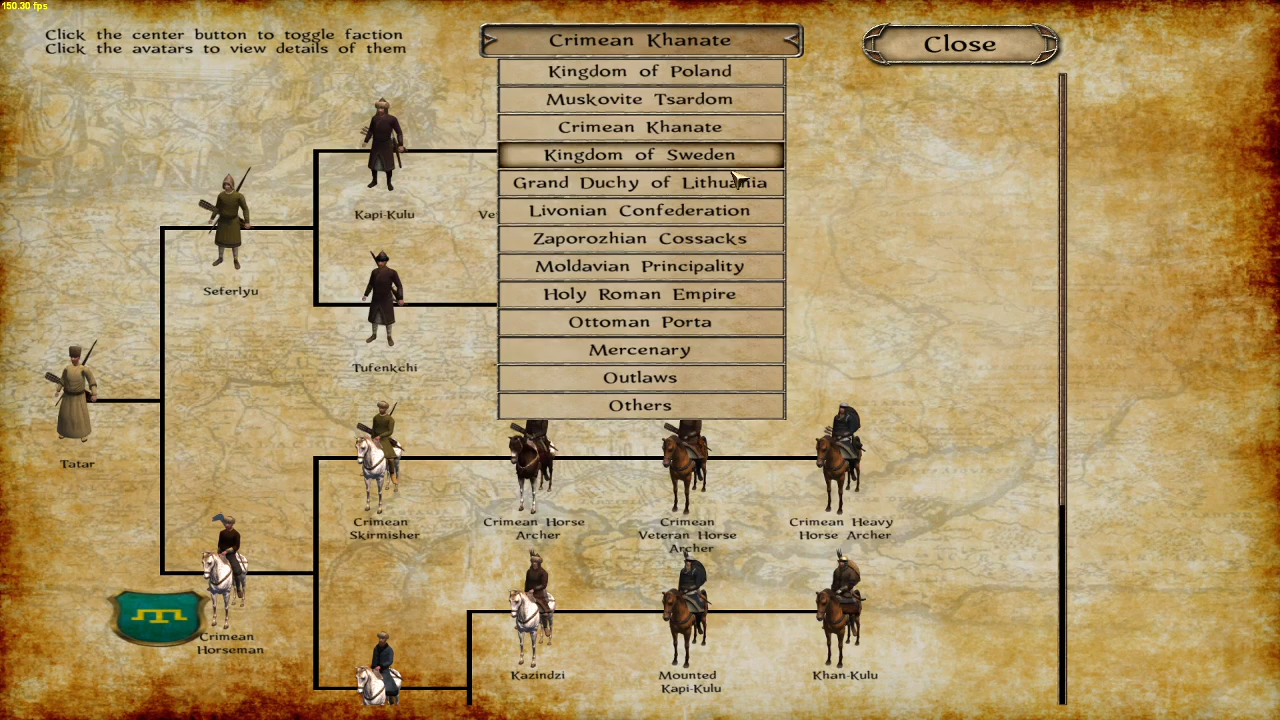 150.30 fps
Click the center button to toggle faction
Click the avatars to view details of them
Crimean Khanate
Close
Kingdom of Poland
Muskovite Tsardom
Crimean Khanate
Kingdom of Sweden
Grand Duchy of Lithuania
Livonian Confederation
Zaporozhian Cossacks
Moldavian Principality
Holy Roman Empire
Ottoman Porta
Mercenary
Outlaws
Others
Kapi-Kulu
Ve
Seferlyu
Tufenkchi
Tatar
Crimean
Skirmisher
Crimean Horse
Archer
Crimean
Veteran Horse
Archer
Crimean Heavy
Horse Archer
Crimean
Horseman
Kazindzi
Mounted
Kapi-Kulu
Khan-Kulu